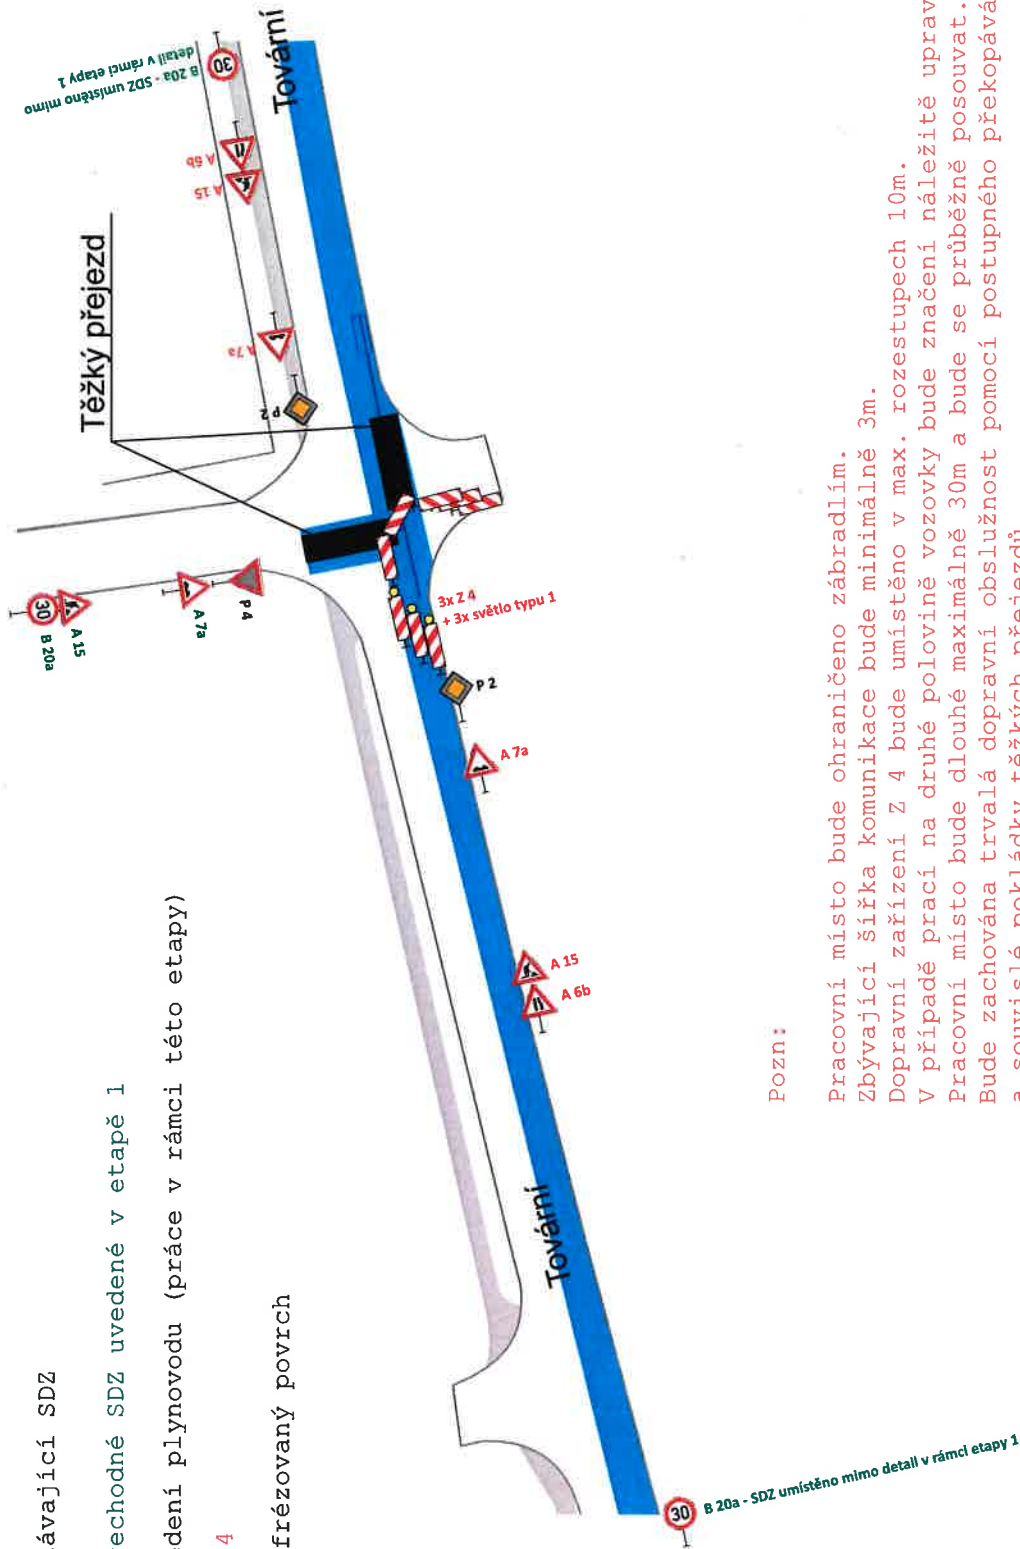 ávající SDZ
echodné SDZ uvedené v etapě 1
dení plynovodu (práce v rámci této etapy)
4
frézovaný povrch
Těžký přejezd
B 20a - SDZ umístěno mimo
detail v rámci etapy 1
30
A 6b
A 15
A 7a
P 2
Tovární
30
B 20a
A 15
A 7a
P 4
3x Z 4
+ 3x světlo typu 1
P 2
A 7a
A 15
A 6b
Tovární
30
B 20a - SDZ umístěno mimo detail v rámci etapy 1
Pozn:
Pracovní místo bude ohraničeno zábradlím.
Zbývající šířka komunikace bude minimálně 3m.
Dopravní zařízení Z 4 bude umístěno v max. rozestupech 10m.
V případě prací na druhé polovině vozovky bude značení náležitě uprav
Pracovní místo bude dlouhé maximálně 30m a bude se průběžně posouvat.
Bude zachována trvalá dopravní obslužnost pomocí postupného překopává
a souvislé pokládky těžkých přejezdů